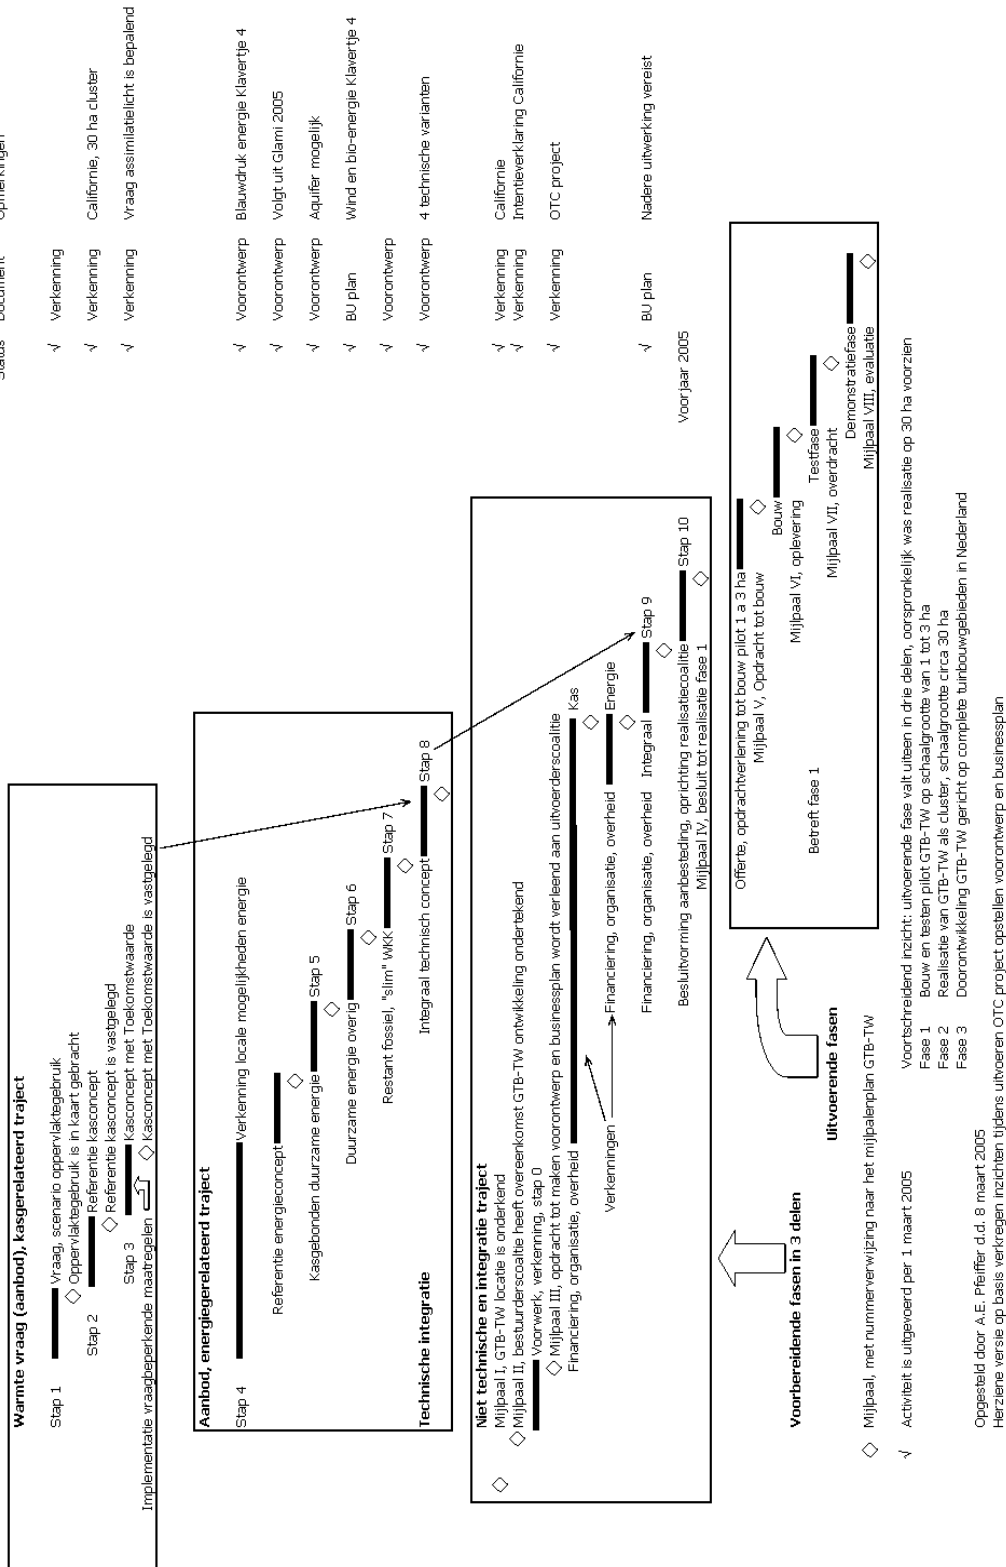 Status Document Opmerkingen
Warmte vraag (aanbod), kasgerelateerd traject
Stap 1 Vraag, scenario oppervlaktegebruik √ Verkenning
Oppervlaktegebruik is in kaart gebracht
Stap 2 Referentie kasconcept √ Verkenning Californie, 30 ha cluster
Referentie kasconcept is vastgelegd
Stap 3 Kasconcept met Toekomstwaarde √ Verkenning Vraag assimilatielicht is bepalend
Implementatie vraagbeperkende maatregelen Kasconcept met Toekomstwaarde is vastgelegd
Aanbod, energiegerelateerd traject
Stap 4 Verkenning locale mogelijkheden energie √ Voorontwerp Blauwdruk energie Klavertje 4
Referentie energieconcept √ Voorontwerp Volgt uit Glami 2005
Kasgebonden duurzame energie Stap 5 √ Voorontwerp Aquifer mogelijk
Duurzame energie overig Stap 6 √ BU plan Wind en bio-energie Klavertje 4
Restant fossiel, "slim" WKK Stap 7 √ Voorontwerp
Technische integratie Integraal technisch concept Stap 8 √ Voorontwerp 4 technische varianten
Niet technische en integratie traject
Mijlpaal I, GTB-TW locatie is onderkend √ Verkenning Californie
Mijlpaal II, bestuurderscoaltie heeft overeenkomst GTB-TW ontwikkeling ondertekend √ Verkenning Intentieverklaring Californie
Voorwerk, verkenning, stap 0 √ Verkenning OTC project
Mijlpaal III, opdracht tot maken voorontwerp en businessplan wordt verleend aan uitvoerderscoalitie
Financiering, organisatie, overheid Kas
Verkenningen Financiering, organisatie, overheid Energie
Financiering, organisatie, overheid Integraal Stap 9 √ BU plan Nadere uitwerking vereist
Besluitvorming aanbesteding, oprichting realisatiecoalitie Stap 10 Voorjaar 2005
Mijlpaal IV, besluit tot realisatie fase 1
Offerte, opdrachtverlening tot bouw pilot 1 a 3 ha
Mijlpaal V, Opdracht tot bouw
Bouw
Mijlpaal VI, oplevering
Betreft fase 1 Testfase
Mijlpaal VII, overdracht
Demonstratiefase
Mijlpaal VIII, evaluatie
Voorbereidende fasen in 3 delen
Uitvoerende fasen
Mijlpaal, met nummerverwijzing naar het mijlpalenplan GTB-TW
√ Activiteit is uitgevoerd per 1 maart 2005
Voortschreidend inzicht: uitvoerende fase valt uiteen in drie delen, oorspronkelijk was realisatie op 30 ha voorzien
Fase 1 Bouw en testen pilot GTB-TW op schaalgrootte van 1 tot 3 ha
Fase 2 Realisatie van GTB-TW als cluster, schaalgrootte circa 30 ha
Fase 3 Doorontwikkeling GTB-TW gericht op complete tuinbouwgebieden in Nederland
Opgesteld door A.E. Pfeiffer d.d. 8 maart 2005
Herziene versie op basis verkregen inzichten tijdens uitvoeren OTC project opstellen voorontwerp en businessplan